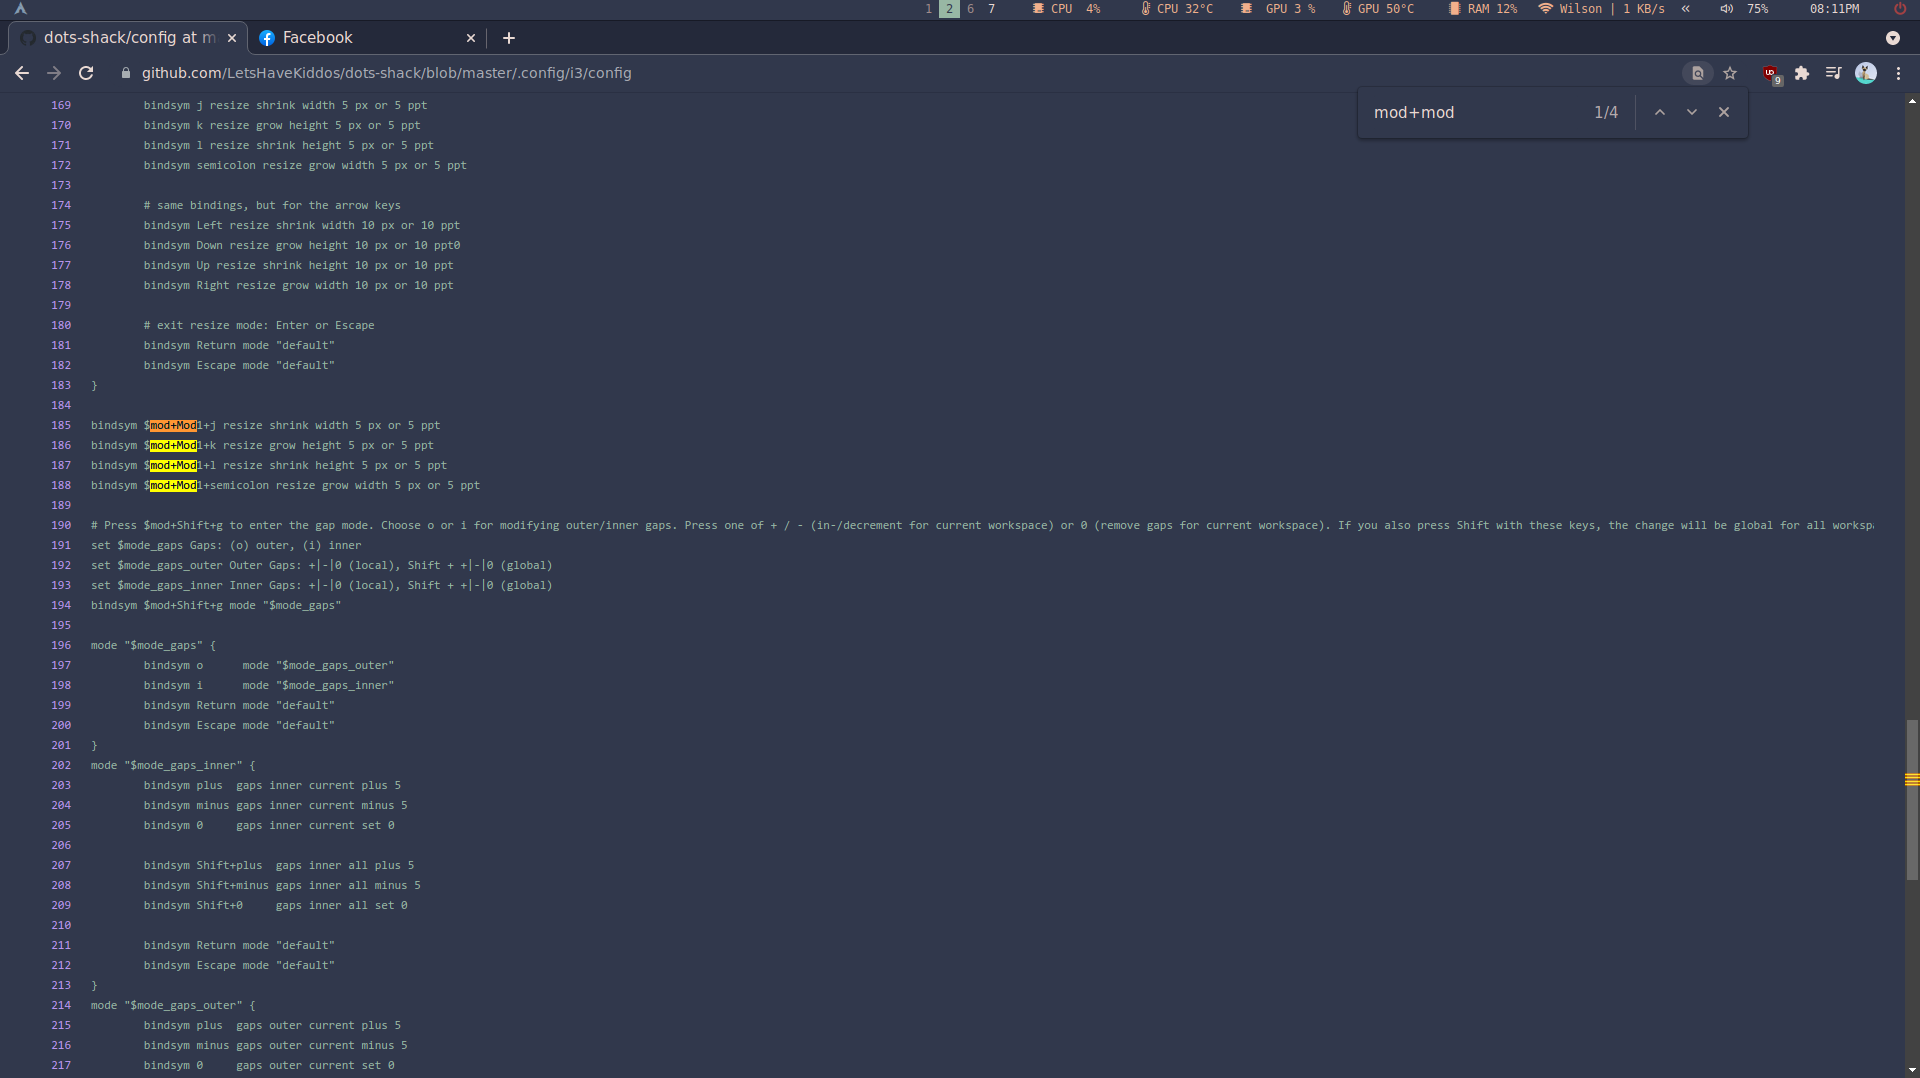 1 2 6 7 CPU 4% CPU 32°C GPU 3 % GPU 50°C RAM 12% Wilson | 1 KB/s « 75% 08:11PM
dots-shack/config at m Facebook
github.com/LetsHaveKiddos/dots-shack/blob/master/.config/i3/config 9
mod+mod 1/4
169 bindsym j resize shrink width 5 px or 5 ppt
170 bindsym k resize grow height 5 px or 5 ppt
171 bindsym l resize shrink height 5 px or 5 ppt
172 bindsym semicolon resize grow width 5 px or 5 ppt
173
174 # same bindings, but for the arrow keys
175 bindsym Left resize shrink width 10 px or 10 ppt
176 bindsym Down resize grow height 10 px or 10 ppt0
177 bindsym Up resize shrink height 10 px or 10 ppt
178 bindsym Right resize grow width 10 px or 10 ppt
179
180 # exit resize mode: Enter or Escape
181 bindsym Return mode "default"
182 bindsym Escape mode "default"
183 }
184
185 bindsym $mod+Mod1+j resize shrink width 5 px or 5 ppt
186 bindsym $mod+Mod1+k resize grow height 5 px or 5 ppt
187 bindsym $mod+Mod1+l resize shrink height 5 px or 5 ppt
188 bindsym $mod+Mod1+semicolon resize grow width 5 px or 5 ppt
189
190 # Press $mod+Shift+g to enter the gap mode. Choose o or i for modifying outer/inner gaps. Press one of + / - (in-/decrement for current workspace) or 0 (remove gaps for current workspace). If you also press Shift with these keys, the change will be global for all workspa
191 set $mode_gaps Gaps: (o) outer, (i) inner
192 set $mode_gaps_outer Outer Gaps: +|-|0 (local), Shift + +|-|0 (global)
193 set $mode_gaps_inner Inner Gaps: +|-|0 (local), Shift + +|-|0 (global)
194 bindsym $mod+Shift+g mode "$mode_gaps"
195
196 mode "$mode_gaps" {
197 bindsym o mode "$mode_gaps_outer"
198 bindsym i mode "$mode_gaps_inner"
199 bindsym Return mode "default"
200 bindsym Escape mode "default"
201 }
202 mode "$mode_gaps_inner" {
203 bindsym plus gaps inner current plus 5
204 bindsym minus gaps inner current minus 5
205 bindsym 0 gaps inner current set 0
206
207 bindsym Shift+plus gaps inner all plus 5
208 bindsym Shift+minus gaps inner all minus 5
209 bindsym Shift+0 gaps inner all set 0
210
211 bindsym Return mode "default"
212 bindsym Escape mode "default"
213 }
214 mode "$mode_gaps_outer" {
215 bindsym plus gaps outer current plus 5
216 bindsym minus gaps outer current minus 5
217 bindsym 0 gaps outer current set 0